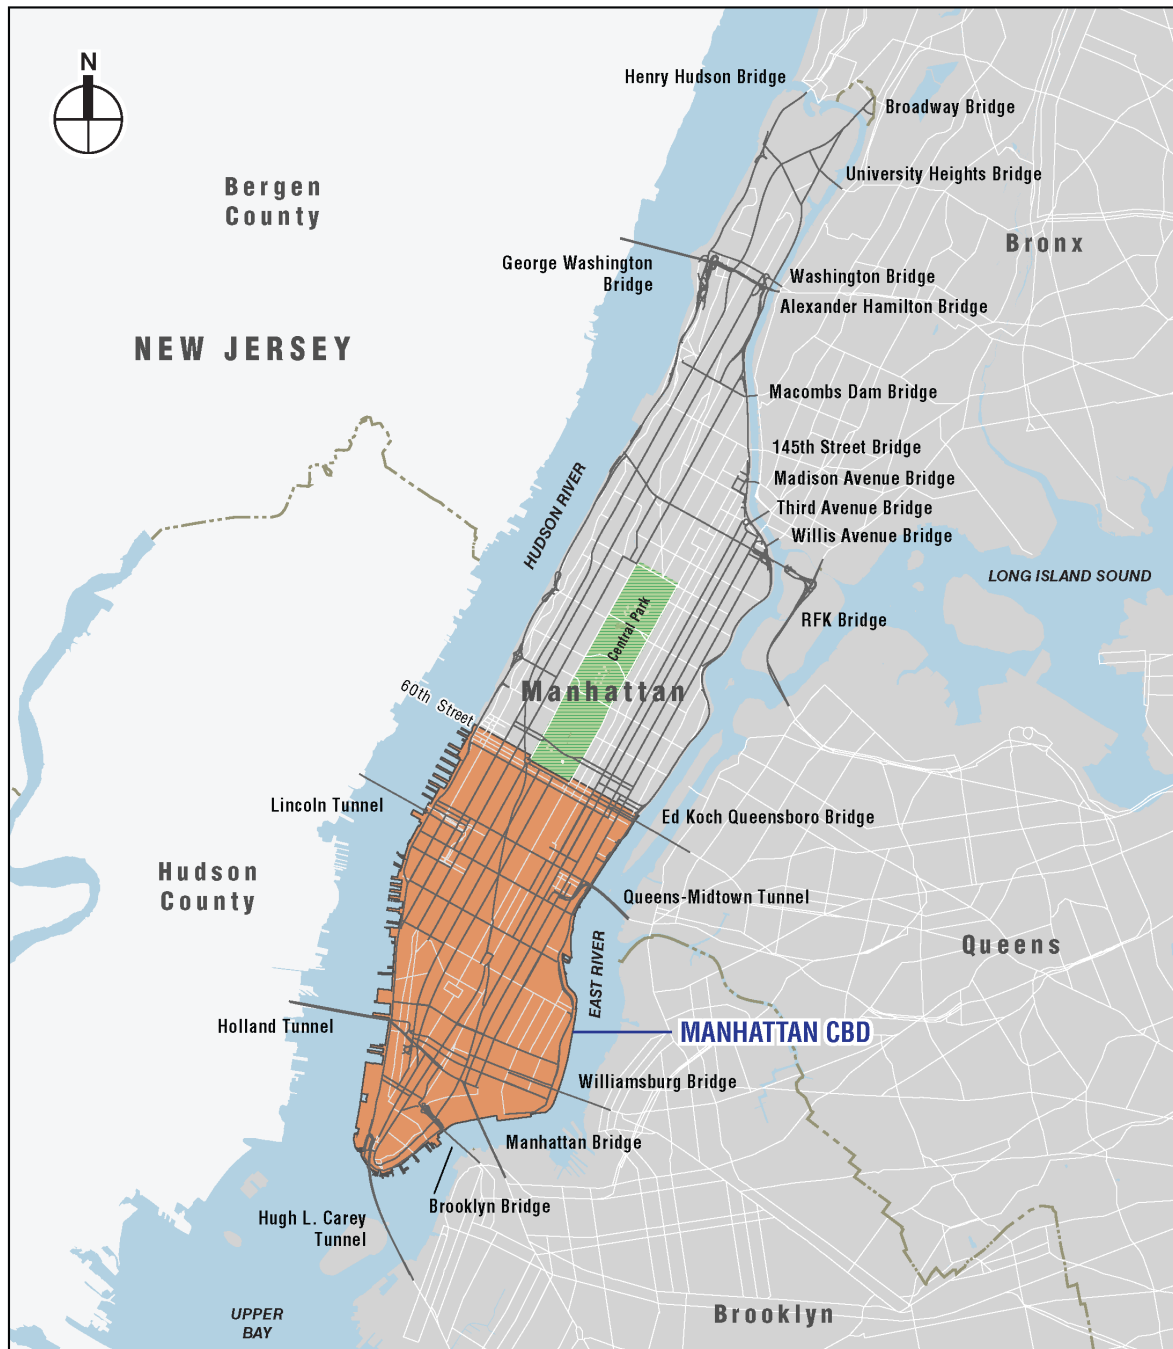 N
Henry Hudson Bridge
Broadway Bridge
Bergen
County
University Heights Bridge
Bronx
George Washington
Bridge
Washington Bridge
Alexander Hamilton Bridge
NEW JERSEY
Macombs Dam Bridge
145th Street Bridge
Madison Avenue Bridge
Third Avenue Bridge
Willis Avenue Bridge
HUDSON RIVER
LONG ISLAND SOUND
RFK Bridge
Central Park
Manhattan
60th Street
Lincoln Tunnel
Ed Koch Queensboro Bridge
Hudson
County
Queens-Midtown Tunnel
Queens
EAST RIVER
Holland Tunnel
MANHATTAN CBD
Williamsburg Bridge
Manhattan Bridge
Brooklyn Bridge
Hugh L. Carey
Tunnel
UPPER
BAY
Brooklyn